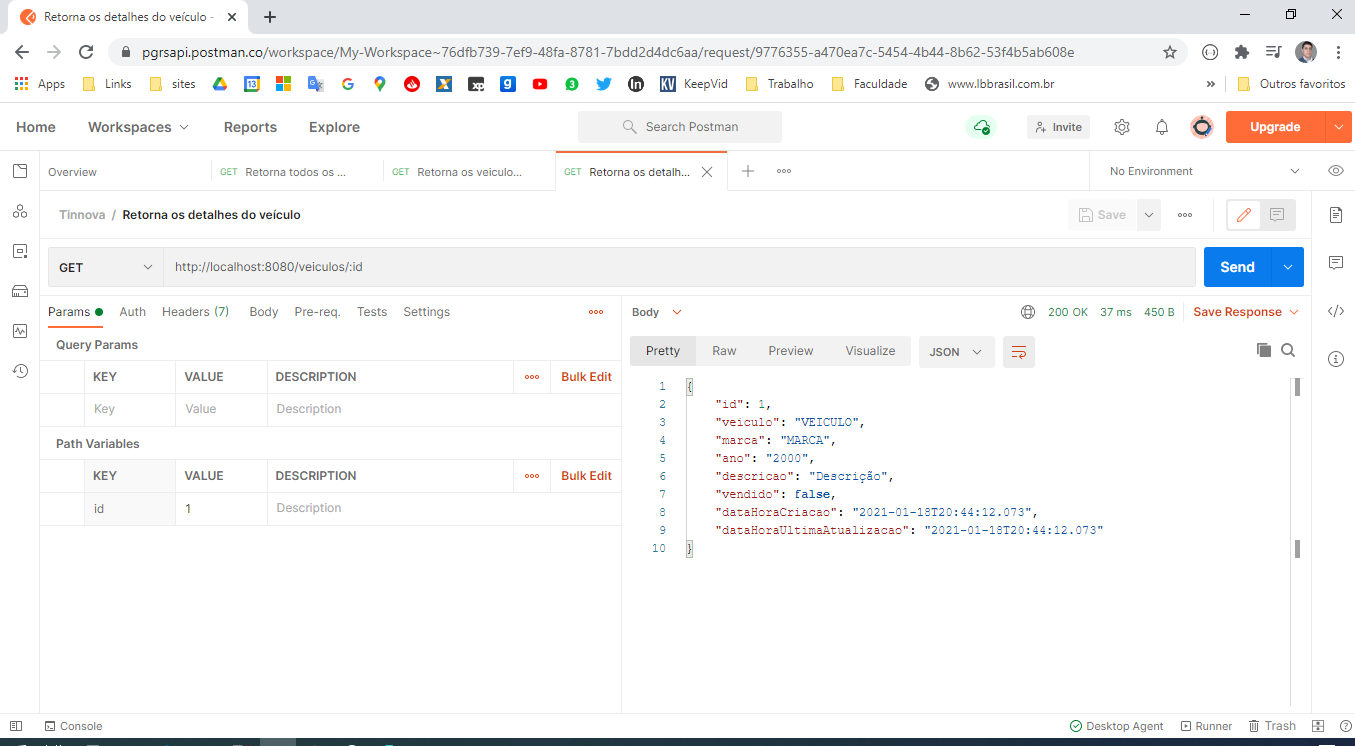 Retorna os detalhes do veículo -
pgrsapi.postman.co/workspace/My-Workspace~76dfb739-7ef9-48fa-8781-7bdd2d4dc6aa/request/9776355-a470ea7c-5454-4b44-8b62-53f4b5ab608e
Apps Links sites 13 xp g 3 in KV KeepVid Trabalho Faculdade www.lbbrasil.com.br » Outros favoritos
Home Workspaces Reports Explore Search Postman Invite Upgrade
Overview GET Retorna todos os ... GET Retorna os veiculo... GET Retorna os detalh... No Environment
Tinnova / Retorna os detalhes do veículo Save
GET http://localhost:8080/veiculos/:id Send
Params Auth Headers (7) Body Pre-req. Tests Settings
Query Params
KEY VALUE DESCRIPTION Bulk Edit
Key Value Description
Path Variables
KEY VALUE DESCRIPTION Bulk Edit
id 1 Description
Body 200 OK 37 ms 450 B Save Response
Pretty Raw Preview Visualize JSON
1 {
2 "id": 1,
3 "veiculo": "VEICULO",
4 "marca": "MARCA",
5 "ano": "2000",
6 "descricao": "Descrição",
7 "vendido": false,
8 "dataHoraCriacao": "2021-01-18T20:44:12.073",
9 "dataHoraUltimaAtualizacao": "2021-01-18T20:44:12.073"
10 }
Console Desktop Agent Runner Trash